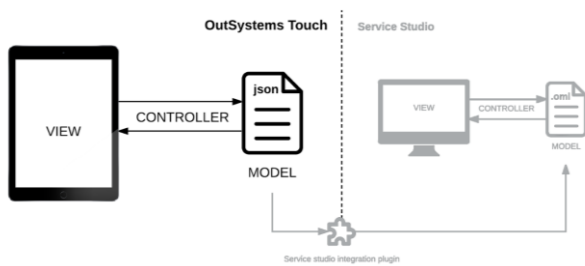 OutSystems Touch
Service Studio
json
VIEW
CONTROLLER
MODEL
.oml
VIEW
CONTROLLER
MODEL
Service studio integration plugin